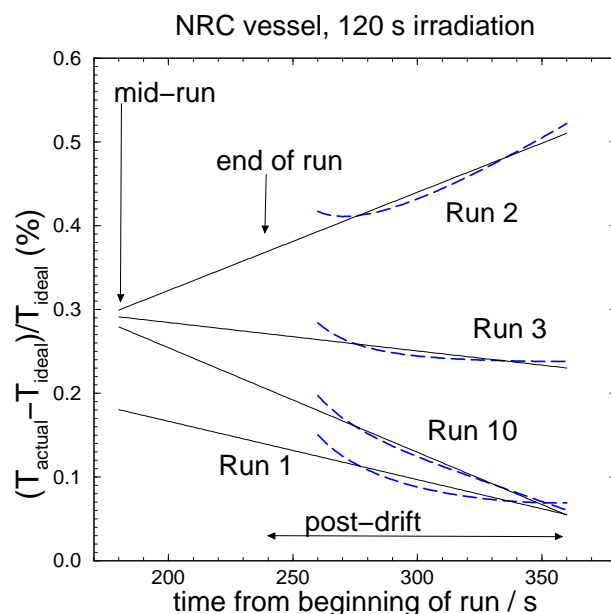 NRC vessel, 120 s irradiation
0.6
mid−run
0.5
end of run
Run 2
0.4
0.3
Run 3
0.2
Run 10
Run 1
0.1
post−drift
0.0
200 250 300 350
time from beginning of run / s
(T_actual−T_ideal)/T_ideal (%)